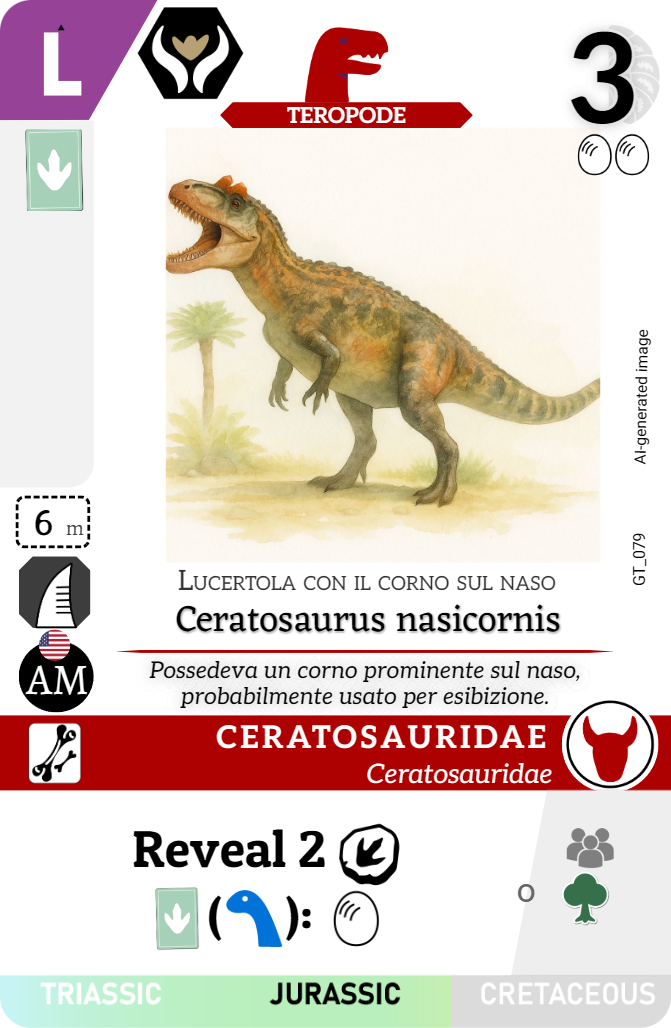 L
TEROPODE
3
6 m
AM
AI-generated image
GT_079
Lucertola con il corno sul naso
Ceratosaurus nasicornis
Possedeva un corno prominente sul naso,
probabilmente usato per esibizione.
CERATOSAURIDAE
Ceratosauridae
Reveal 2
( ):
O
TRIASSIC JURASSIC CRETACEOUS